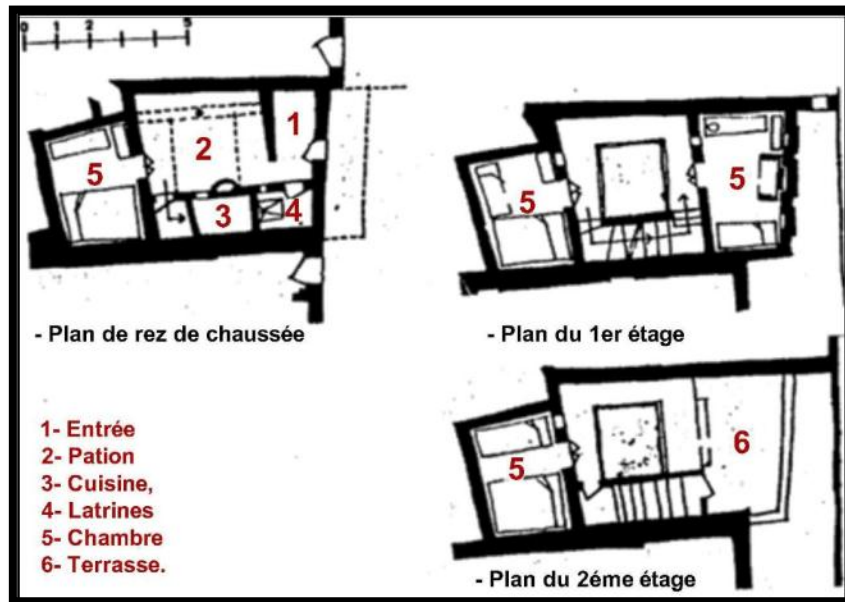 0 1 2 5
1
2
5
3
4
- Plan de rez de chaussée
5
5
- Plan du 1er étage
1- Entrée
2- Pation
3- Cuisine,
4- Latrines
5- Chambre
6- Terrasse.
5
6
- Plan du 2éme étage